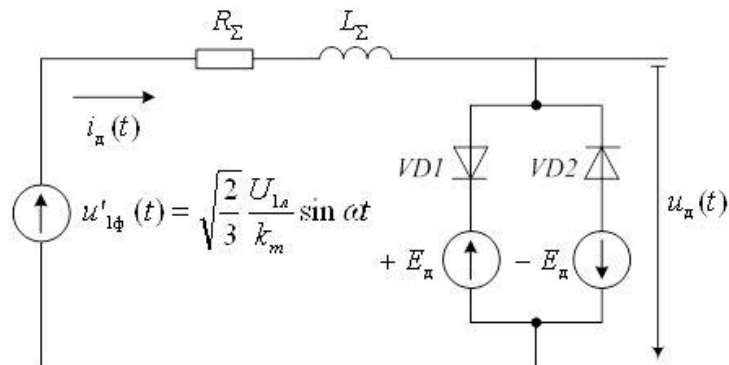 R_Σ
L_Σ
i_д(t)
VD1
VD2
u'_1ф(t) = √(2/3) U_1л/k_m sin ωt
u_д(t)
+ E_д
− E_д